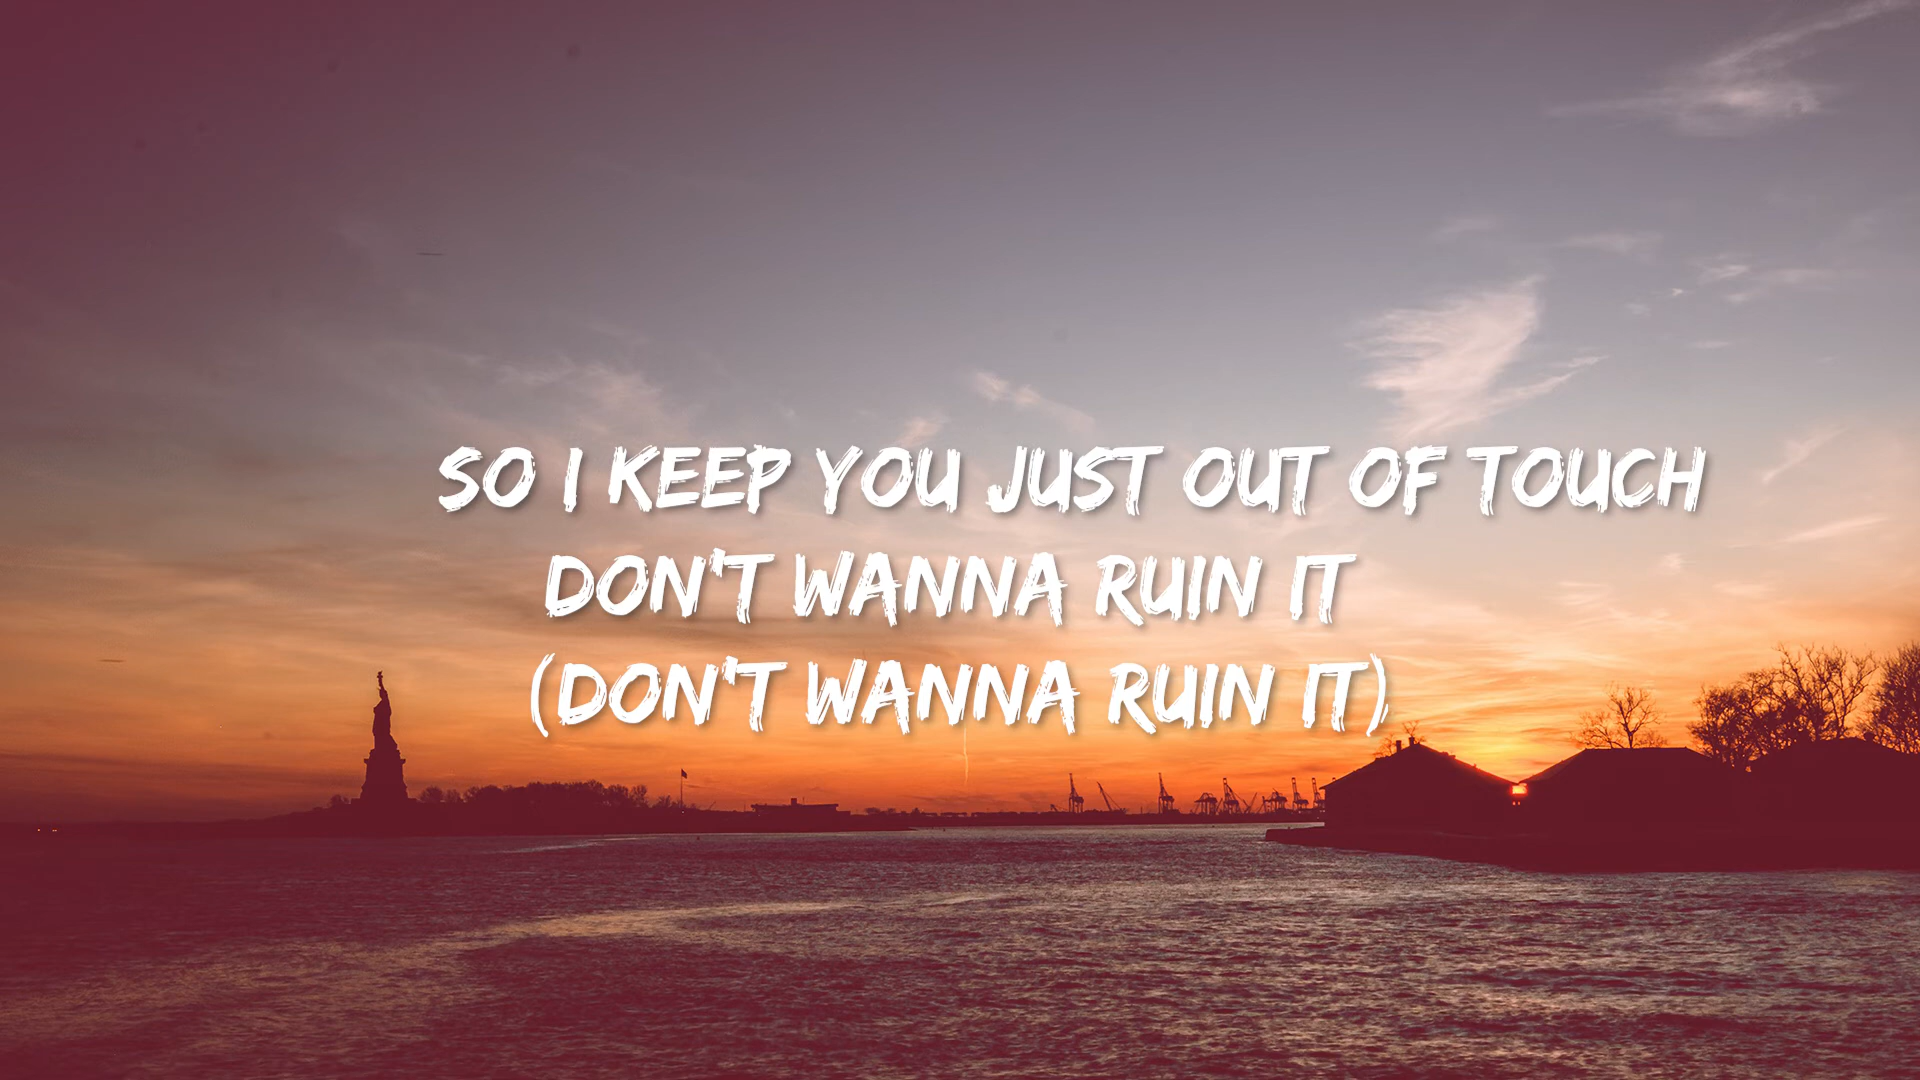 SO I KEEP YOU JUST OUT OF TOUCH
DON'T WANNA RUIN IT
(DON'T WANNA RUIN IT)